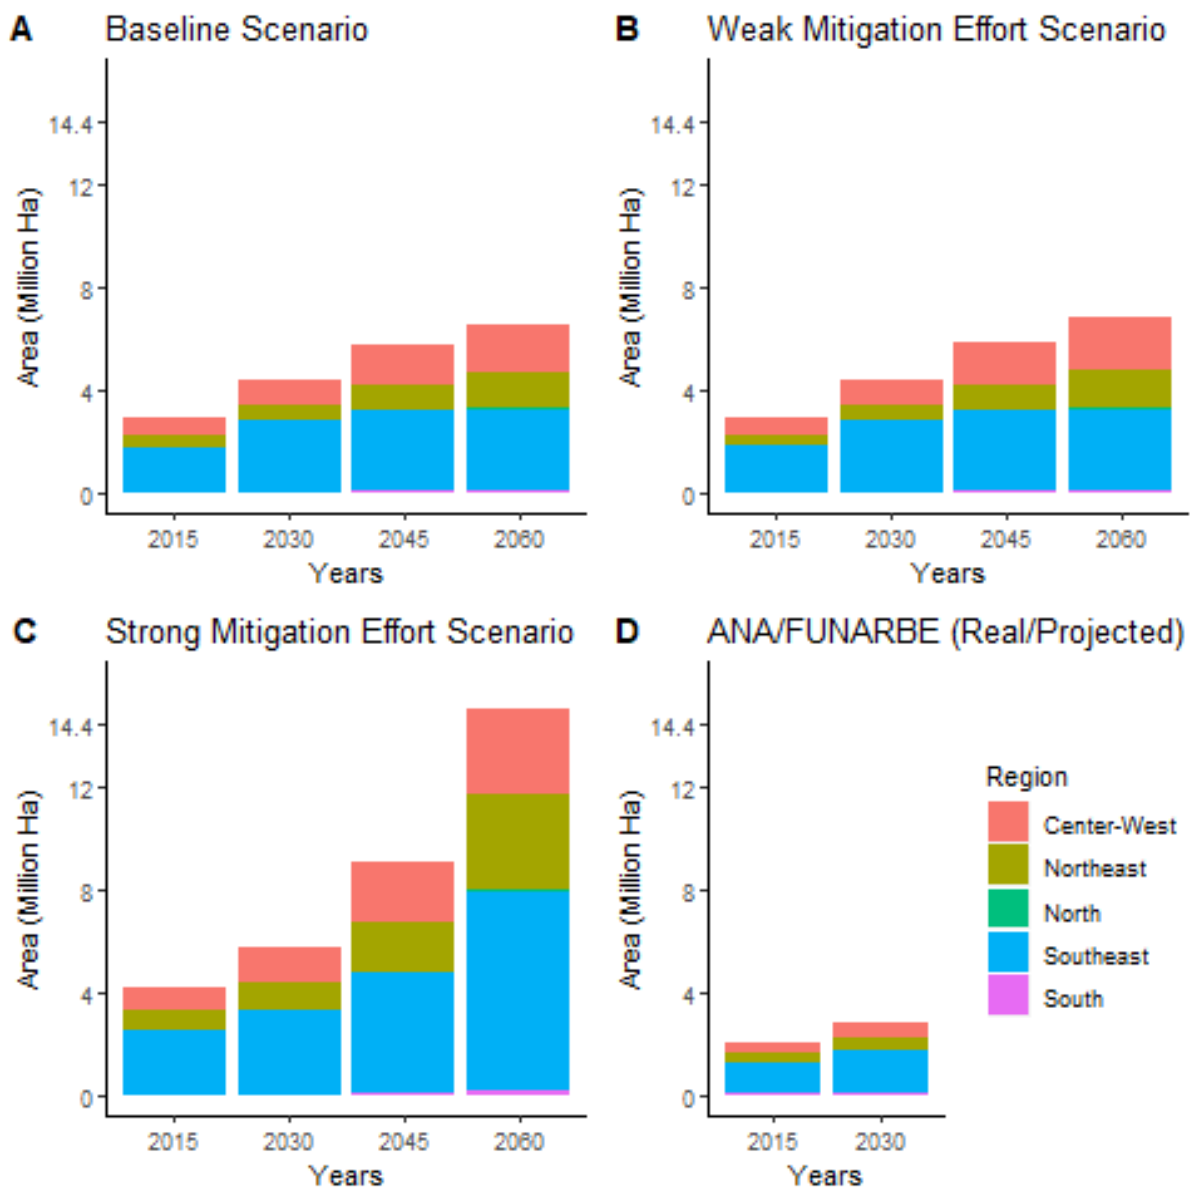 A Baseline Scenario
Area (Million Ha)
14.4
12
8
4
0
2015 2030 2045 2060
Years
B Weak Mitigation Effort Scenario
Area (Million Ha)
14.4
12
8
4
0
2015 2030 2045 2060
Years
C Strong Mitigation Effort Scenario
Area (Million Ha)
14.4
12
8
4
0
2015 2030 2045 2060
Years
D ANA/FUNARBE (Real/Projected)
Area (Million Ha)
14.4
12
8
4
0
2015 2030
Years
Region
Center-West
Northeast
North
Southeast
South